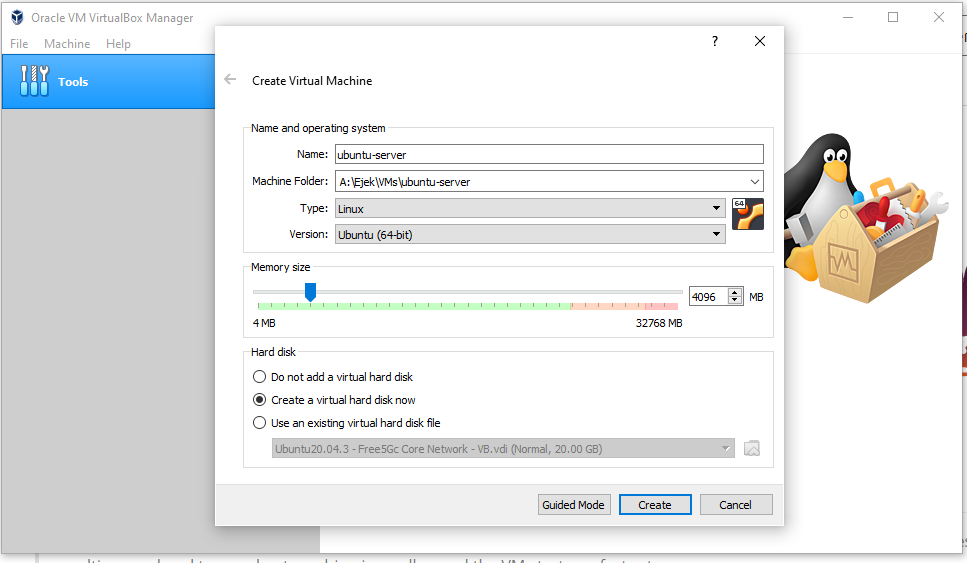 Oracle VM VirtualBox Manager
File Machine Help
Tools
?
Create Virtual Machine
Name and operating system
Name: ubuntu-server
Machine Folder: A:\Ejek\VMs\ubuntu-server
Type: Linux
64
Version: Ubuntu (64-bit)
Memory size
4096 MB
4 MB 32768 MB
Hard disk
Do not add a virtual hard disk
Create a virtual hard disk now
Use an existing virtual hard disk file
Ubuntu20.04.3 - Free5Gc Core Network - VB.vdi (Normal, 20.00 GB)
Guided Mode Create Cancel